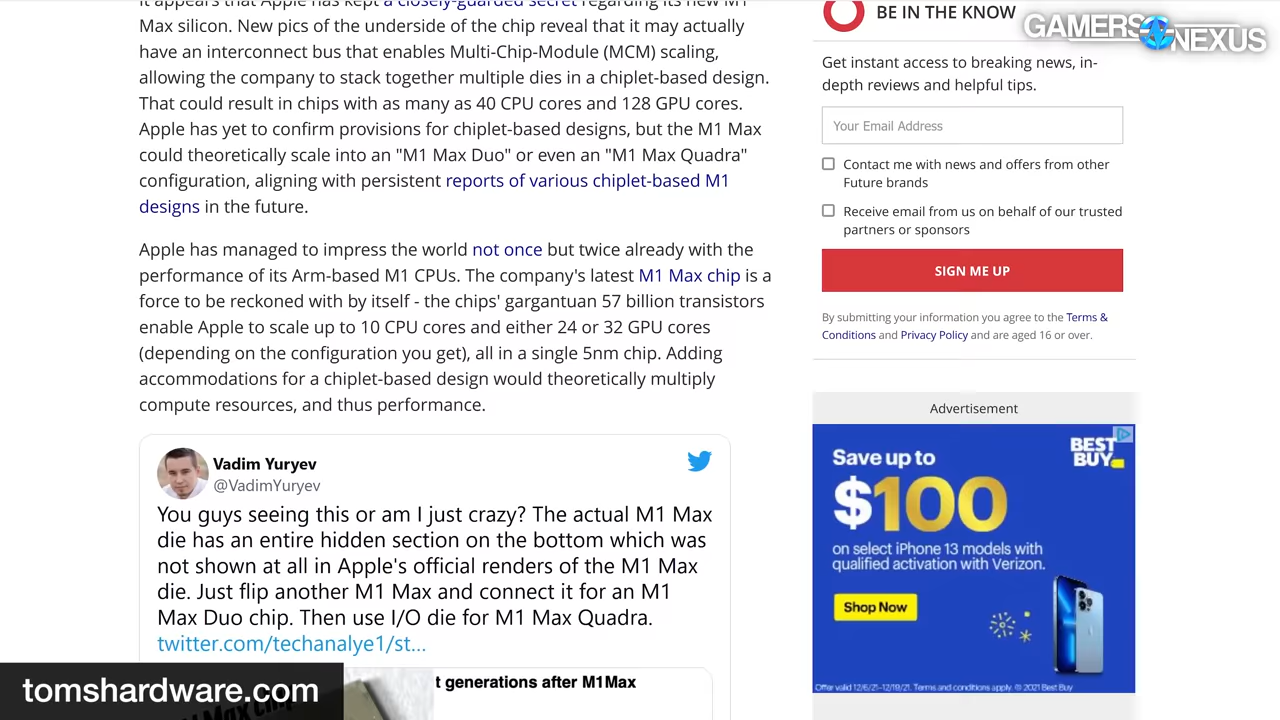 It appears that Apple has kept a closely-guarded secret regarding its new M1
Max silicon. New pics of the underside of the chip reveal that it may actually
have an interconnect bus that enables Multi-Chip-Module (MCM) scaling,
allowing the company to stack together multiple dies in a chiplet-based design.
That could result in chips with as many as 40 CPU cores and 128 GPU cores.
Apple has yet to confirm provisions for chiplet-based designs, but the M1 Max
could theoretically scale into an "M1 Max Duo" or even an "M1 Max Quadra"
configuration, aligning with persistent reports of various chiplet-based M1
designs in the future.
Apple has managed to impress the world not once but twice already with the
performance of its Arm-based M1 CPUs. The company's latest M1 Max chip is a
force to be reckoned with by itself - the chips' gargantuan 57 billion transistors
enable Apple to scale up to 10 CPU cores and either 24 or 32 GPU cores
(depending on the configuration you get), all in a single 5nm chip. Adding
accommodations for a chiplet-based design would theoretically multiply
compute resources, and thus performance.
Vadim Yuryev
@VadimYuryev
You guys seeing this or am I just crazy? The actual M1 Max
die has an entire hidden section on the bottom which was
not shown at all in Apple's official renders of the M1 Max
die. Just flip another M1 Max and connect it for an M1
Max Duo chip. Then use I/O die for M1 Max Quadra.
twitter.com/techanalye1/st...
t generations after M1Max
tomshardware.com
BE IN THE KNOW
GAMERS NEXUS
Get instant access to breaking news, in-
depth reviews and helpful tips.
Your Email Address
Contact me with news and offers from other
Future brands
Receive email from us on behalf of our trusted
partners or sponsors
SIGN ME UP
By submitting your information you agree to the Terms &
Conditions and Privacy Policy and are aged 16 or over.
Advertisement
BEST
BUY
Save up to
$100
on select iPhone 13 models with
qualified activation with Verizon.
Shop Now
Offer valid 12/6/21-12/19/21. Terms and conditions apply. © 2021 Best Buy